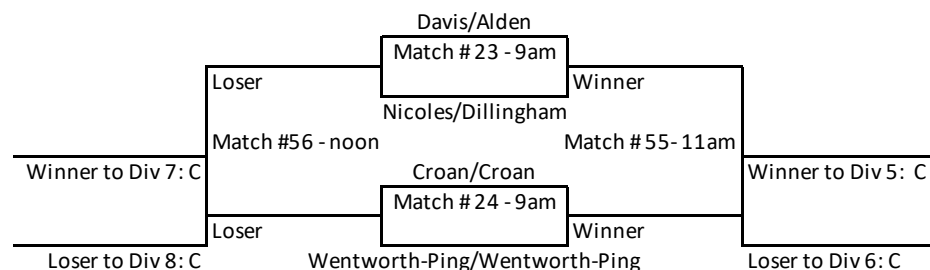 Davis/Alden
Match #23 - 9am
Loser
Winner
Nicoles/Dillingham
Match #56 - noon
Match #55- 11am
Winner to Div 7: C
Croan/Croan
Winner to Div 5: C
Match #24 - 9am
Loser
Winner
Loser to Div 8: C
Wentworth-Ping/Wentworth-Ping
Loser to Div 6: C